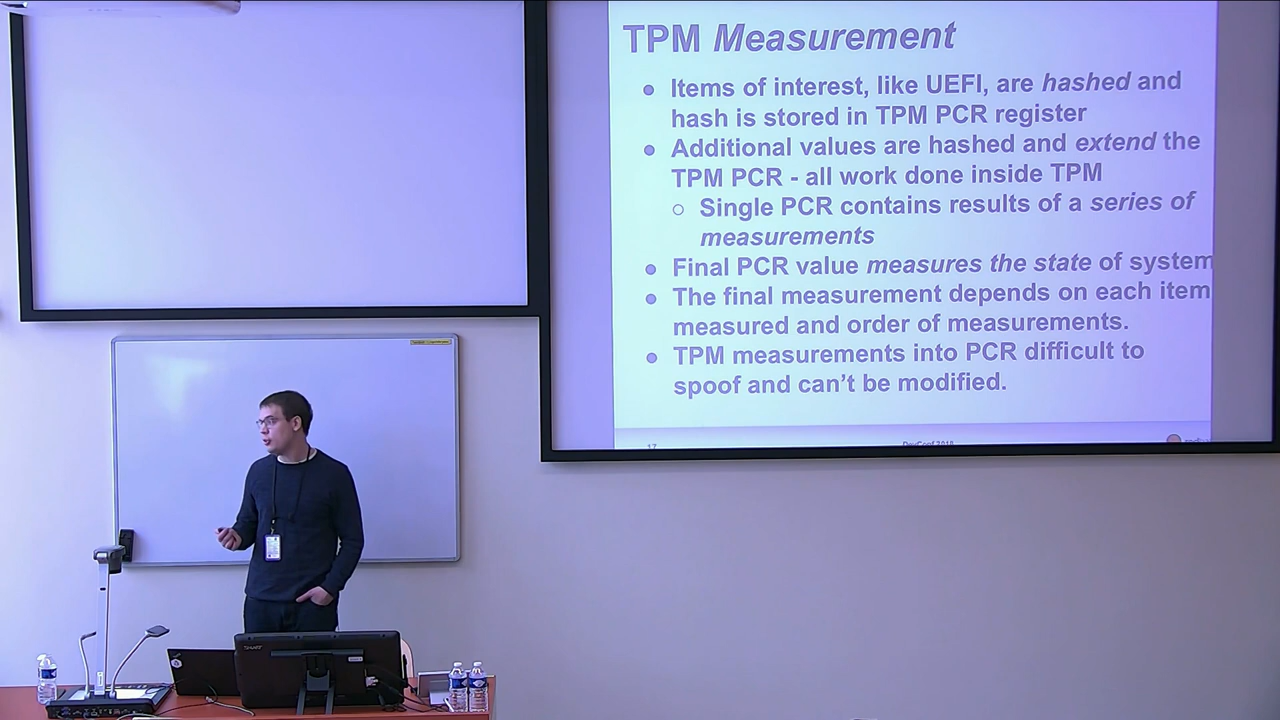 TPM Measurement
Items of interest, like UEFI, are hashed and
hash is stored in TPM PCR register
Additional values are hashed and extend the
TPM PCR - all work done inside TPM
Single PCR contains results of a series of
measurements
Final PCR value measures the state of system
The final measurement depends on each item
measured and order of measurements.
TPM measurements into PCR difficult to
spoof and can't be modified.
17
DevConf 2018